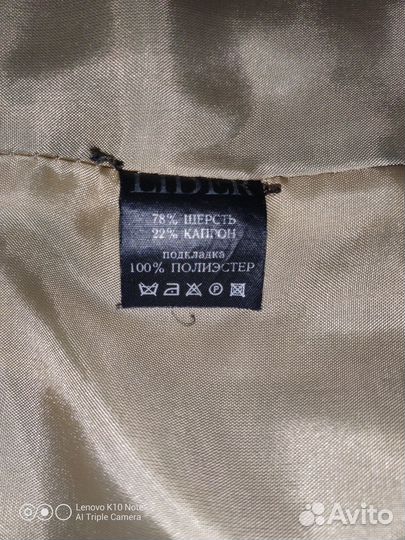 LIDER
78% ШЕРСТЬ
22% КАПРОН
подкладка
100% ПОЛИЭСТЕР
P
Lenovo K10 Note
AI Triple Camera
Avito